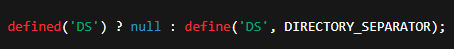 defined('DS') ? null : define('DS', DIRECTORY_SEPARATOR);